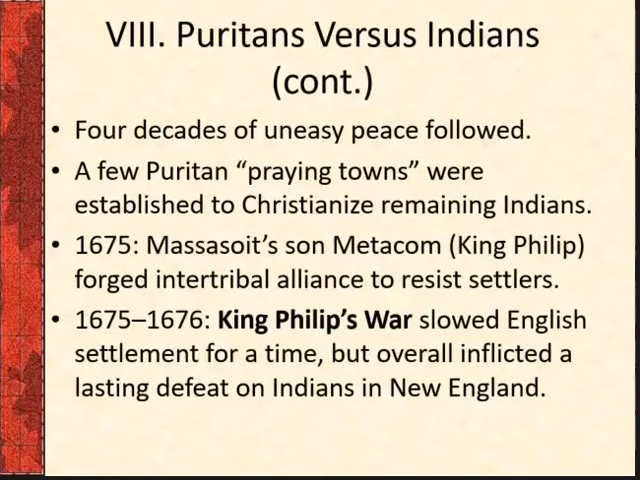 VIII. Puritans Versus Indians
(cont.)
• Four decades of uneasy peace followed.
• A few Puritan “praying towns” were
established to Christianize remaining Indians.
• 1675: Massasoit’s son Metacom (King Philip)
forged intertribal alliance to resist settlers.
• 1675–1676: King Philip’s War slowed English
settlement for a time, but overall inflicted a
lasting defeat on Indians in New England.